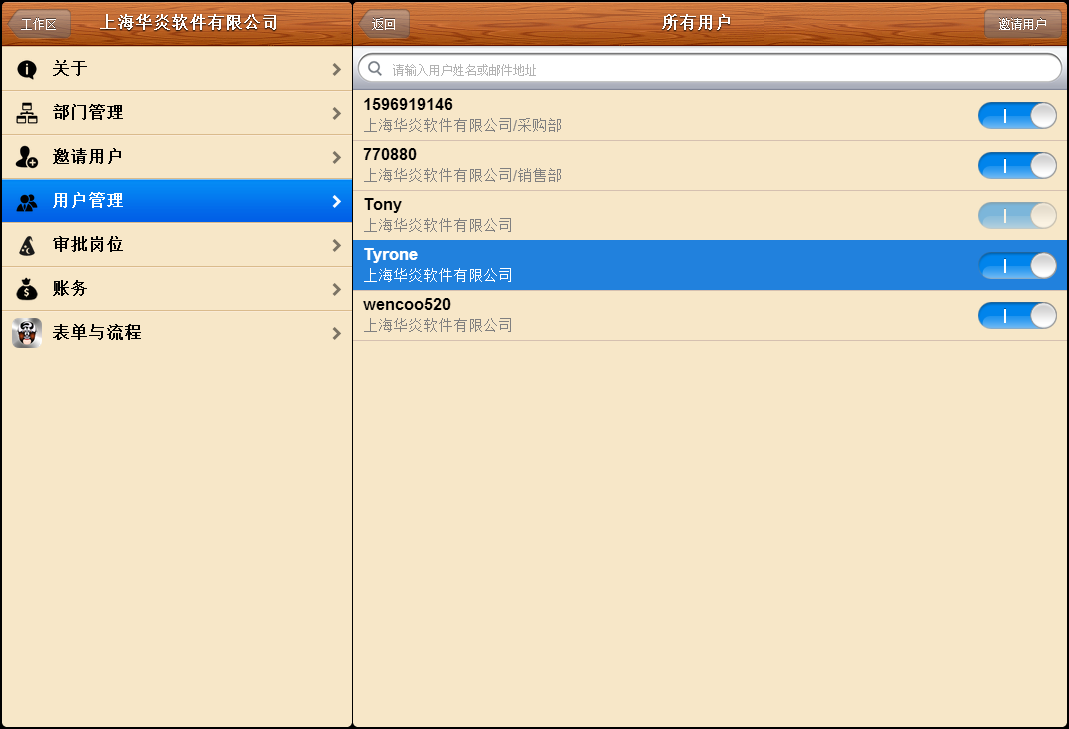 工作区
上海华炎软件有限公司
关于
部门管理
邀请用户
用户管理
审批岗位
账务
表单与流程
返回
所有用户
邀请用户
请输入用户姓名或邮件地址
1596919146
上海华炎软件有限公司/采购部
770880
上海华炎软件有限公司/销售部
Tony
上海华炎软件有限公司
Tyrone
上海华炎软件有限公司
wencoo520
上海华炎软件有限公司